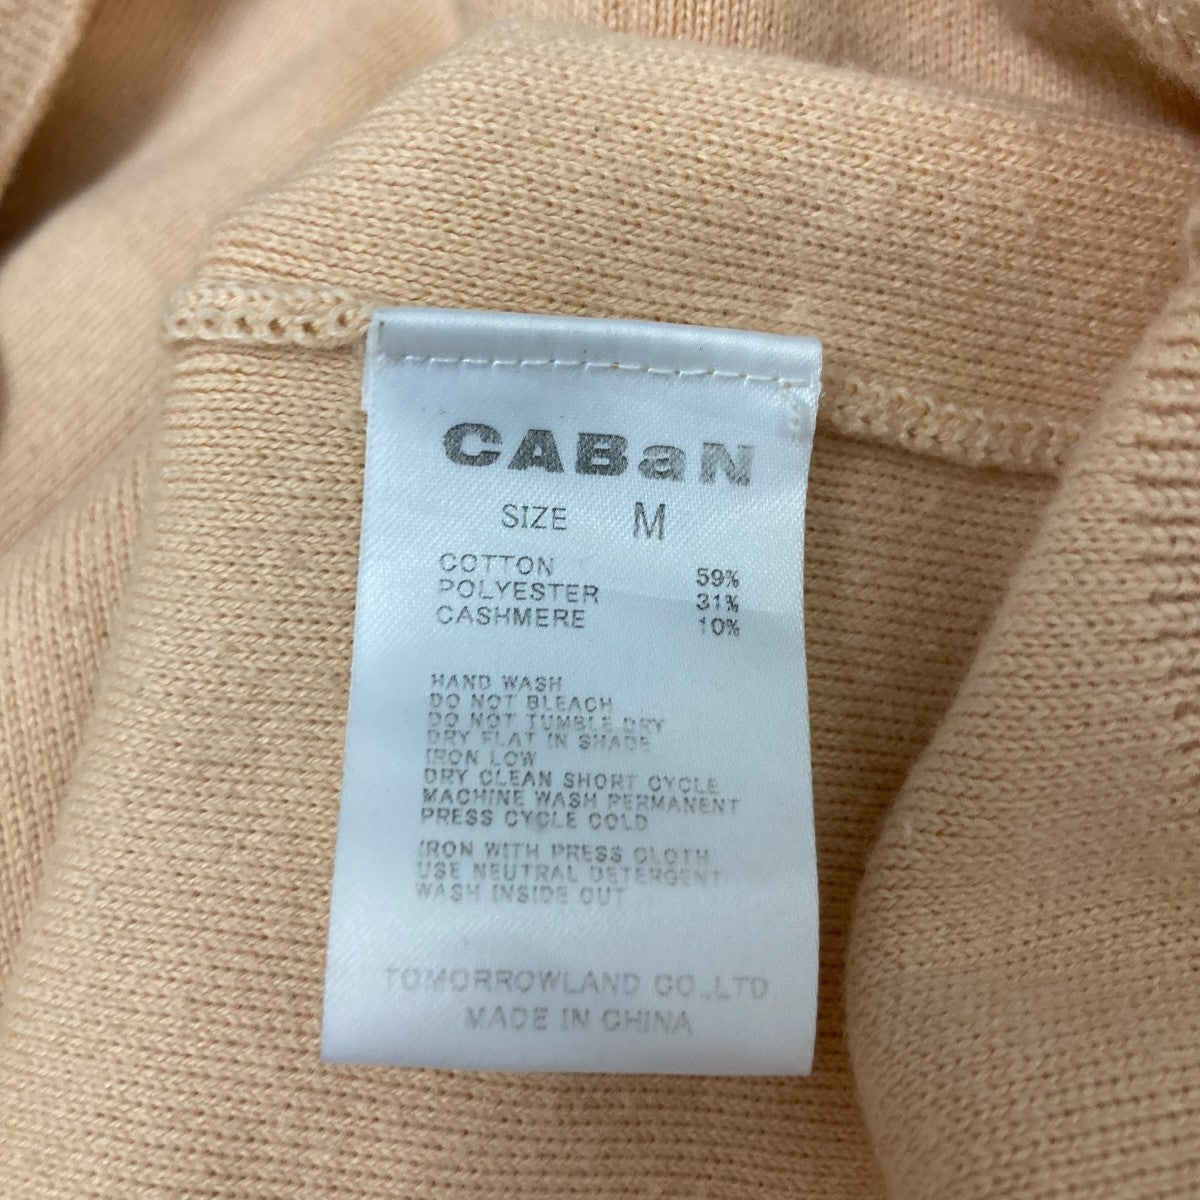 CABaN
SIZE M
COTTON 59%
POLYESTER 31%
CASHMERE 10%
HAND WASH
DO NOT BLEACH
DO NOT TUMBLE DRY
DRY FLAT IN SHADE
IRON LOW
DRY CLEAN SHORT CYCLE
MACHINE WASH PERMANENT
PRESS CYCLE COLD
IRON WITH PRESS CLOTH
USE NEUTRAL DETERGENT
WASH INSIDE OUT
TOMORROWLAND CO.,LTD
MADE IN CHINA